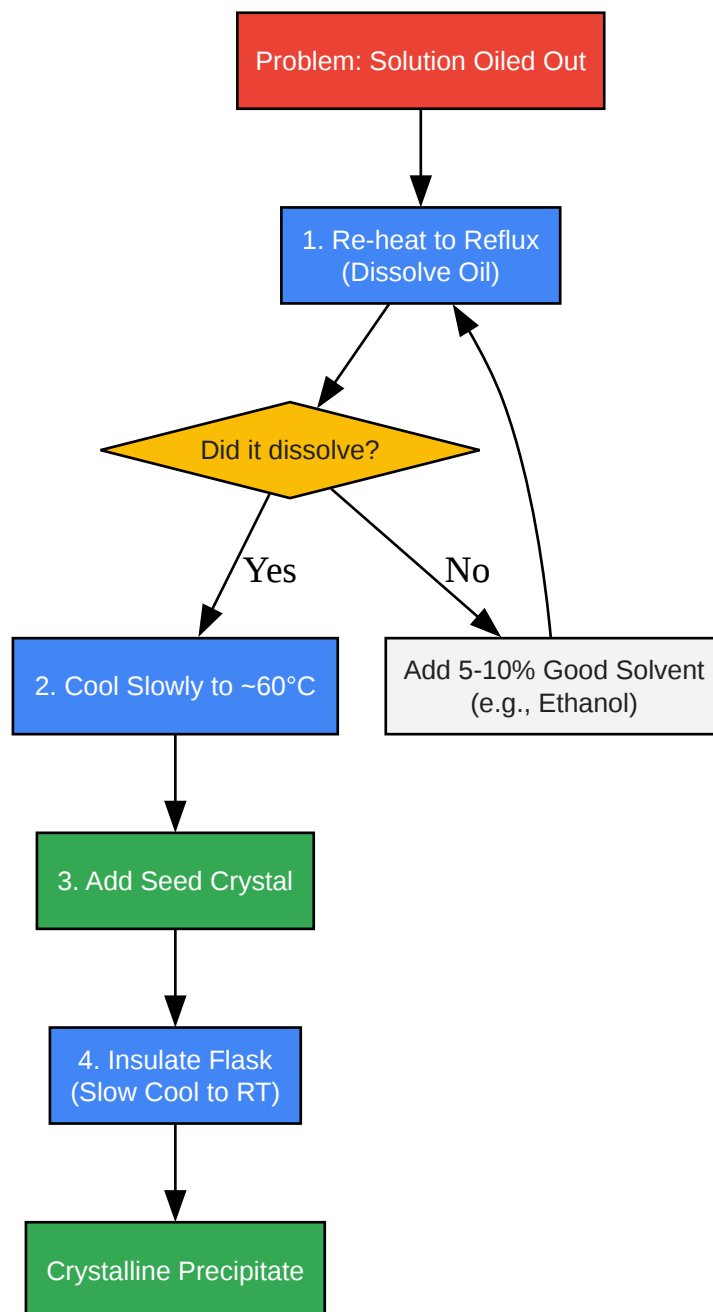 Problem: Solution Oiled Out
1. Re-heat to Reflux
(Dissolve Oil)
Did it dissolve?
Yes
No
2. Cool Slowly to ~60°C
Add 5-10% Good Solvent
(e.g., Ethanol)
3. Add Seed Crystal
4. Insulate Flask
(Slow Cool to RT)
Crystalline Precipitate